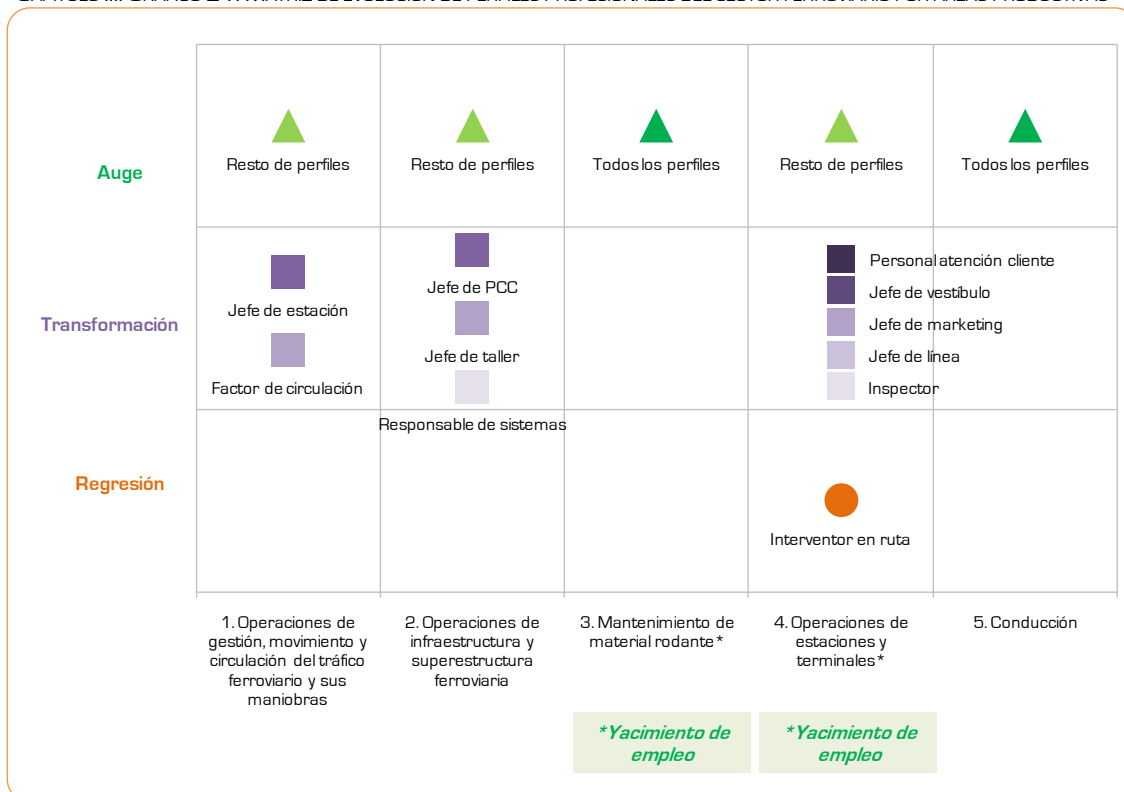 Auge
Resto de perfiles
Resto de perfiles
Todos los perfiles
Resto de perfiles
Todos los perfiles
Transformación
Jefe de estación
Factor de circulación
Jefe de PCC
Jefe de taller
Responsable de sistemas
Personal atención cliente
Jefe de vestíbulo
Jefe de marketing
Jefe de línea
Inspector
Regresión
Interventor en ruta
1. Operaciones de
gestión, movimiento y
circulación del tráfico
ferroviario y sus
maniobras
2. Operaciones de
infraestructura y
superestructura
ferroviaria
3. Mantenimiento de
material rodante*
4. Operaciones de
estaciones y
terminales*
5. Conducción
*Yacimiento de
empleo
*Yacimiento de
empleo